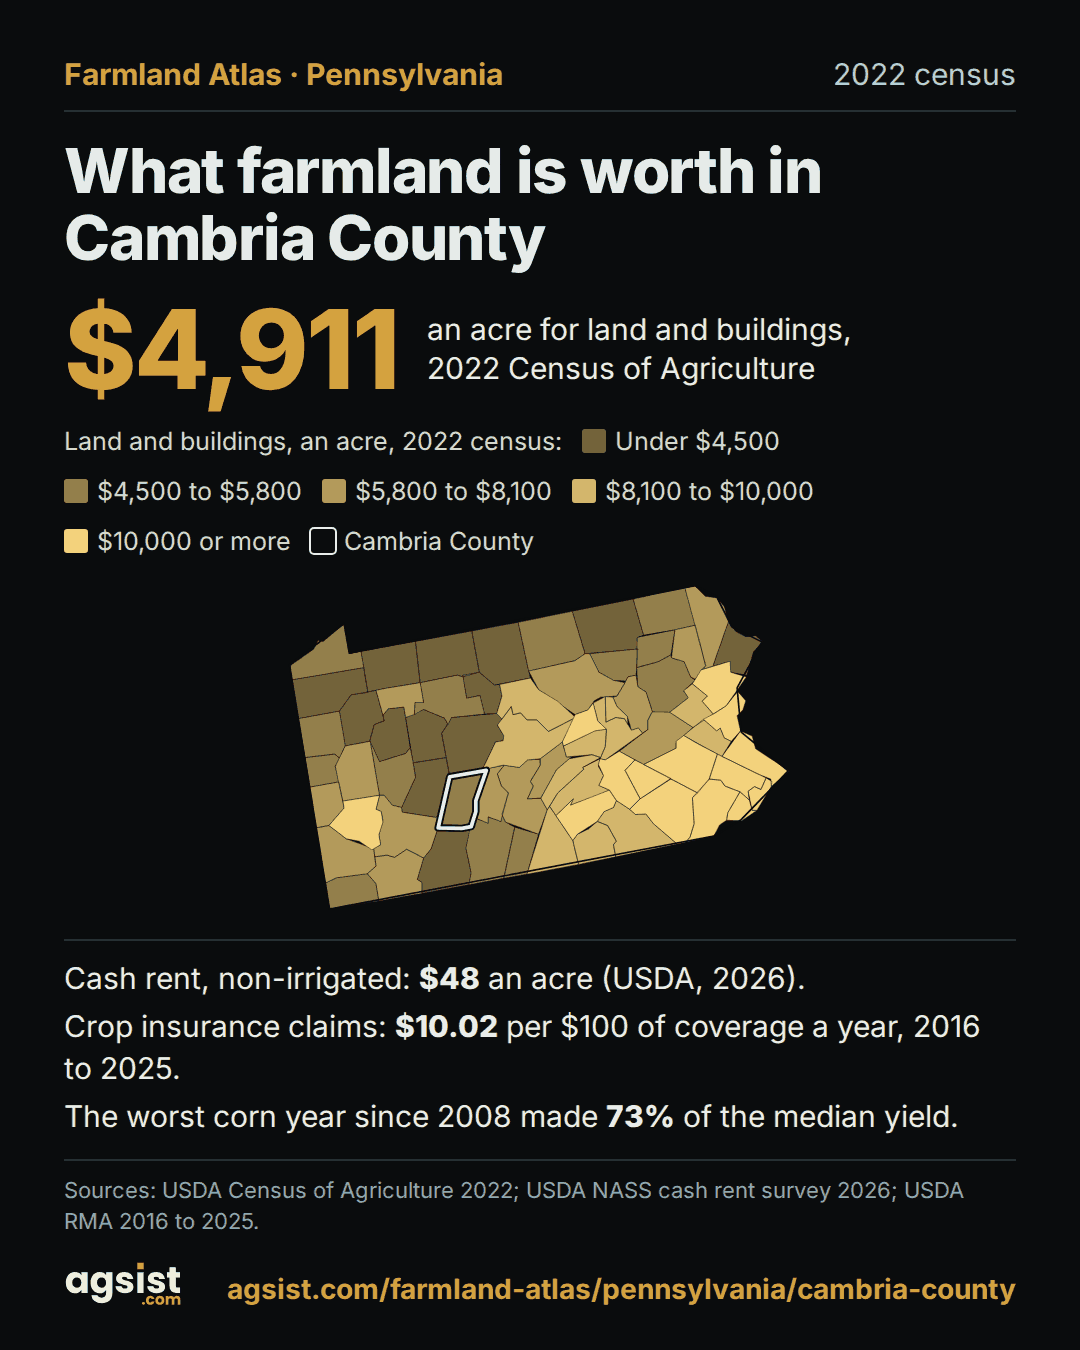 Farmland Atlas · Pennsylvania
2022 census
What farmland is worth in
Cambria County
$4,911
an acre for land and buildings,
2022 Census of Agriculture
Land and buildings, an acre, 2022 census: Under $4,500
$4,500 to $5,800 $5,800 to $8,100 $8,100 to $10,000
$10,000 or more Cambria County
Cash rent, non-irrigated: $48 an acre (USDA, 2026).
Crop insurance claims: $10.02 per $100 of coverage a year, 2016
to 2025.
The worst corn year since 2008 made 73% of the median yield.
Sources: USDA Census of Agriculture 2022; USDA NASS cash rent survey 2026; USDA
RMA 2016 to 2025.
agsist
.com
agsist.com/farmland-atlas/pennsylvania/cambria-county